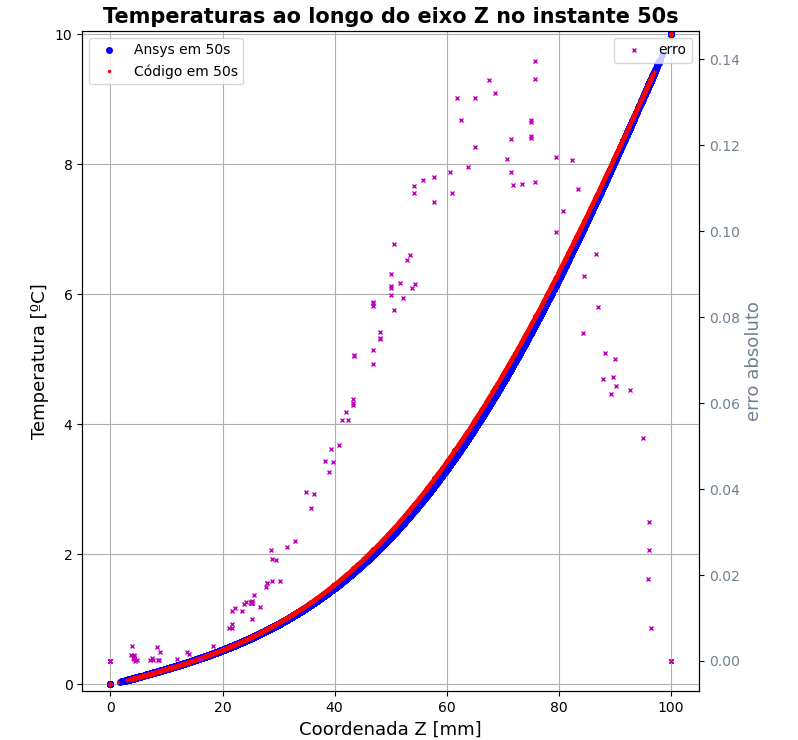 Temperaturas ao longo do eixo Z no instante 50s
Ansys em 50s
Código em 50s
erro
10
8
6
4
2
0
Temperatura [ºC]
0.14
0.12
0.10
0.08
0.06
0.04
0.02
0.00
erro absoluto
0 20 40 60 80 100
Coordenada Z [mm]